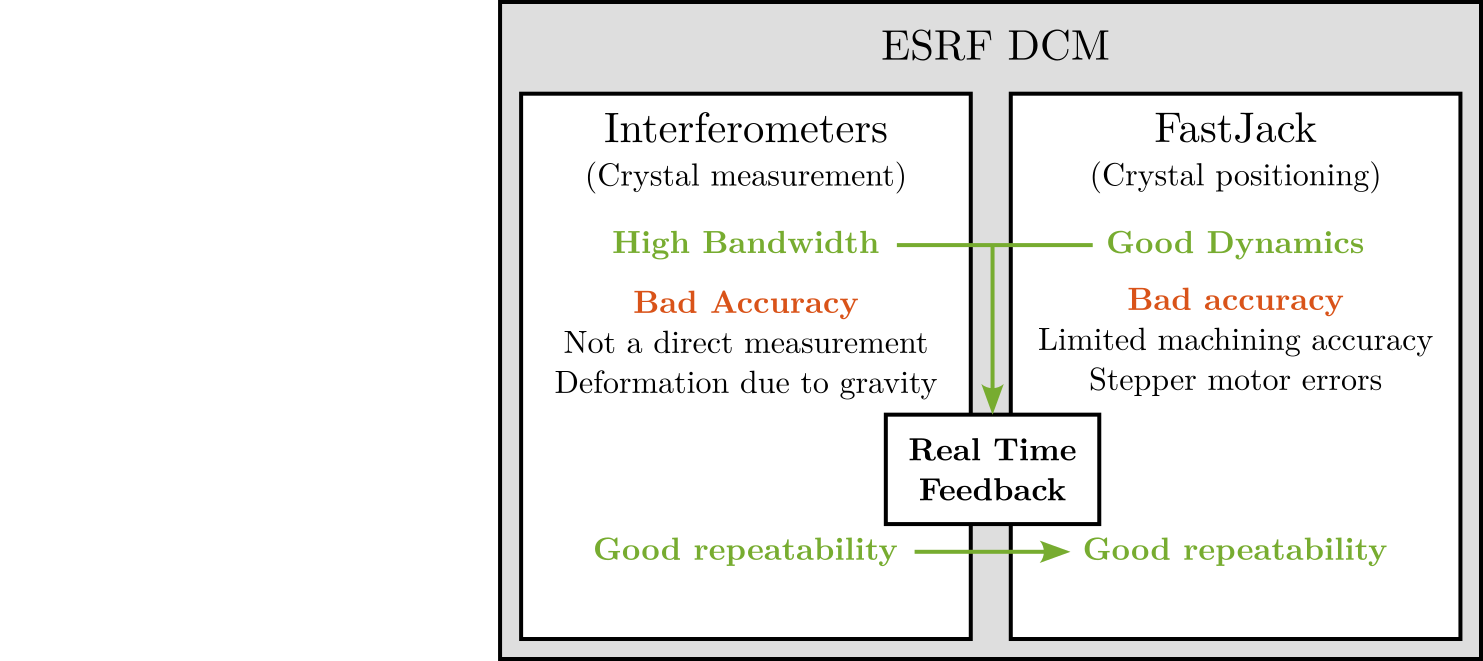 ESRF DCM
Interferometers
(Crystal measurement)
High Bandwidth
Bad Accuracy
Not a direct measurement
Deformation due to gravity
Good repeatability
FastJack
(Crystal positioning)
Good Dynamics
Bad accuracy
Limited machining accuracy
Stepper motor errors
Good repeatability
Real Time
Feedback